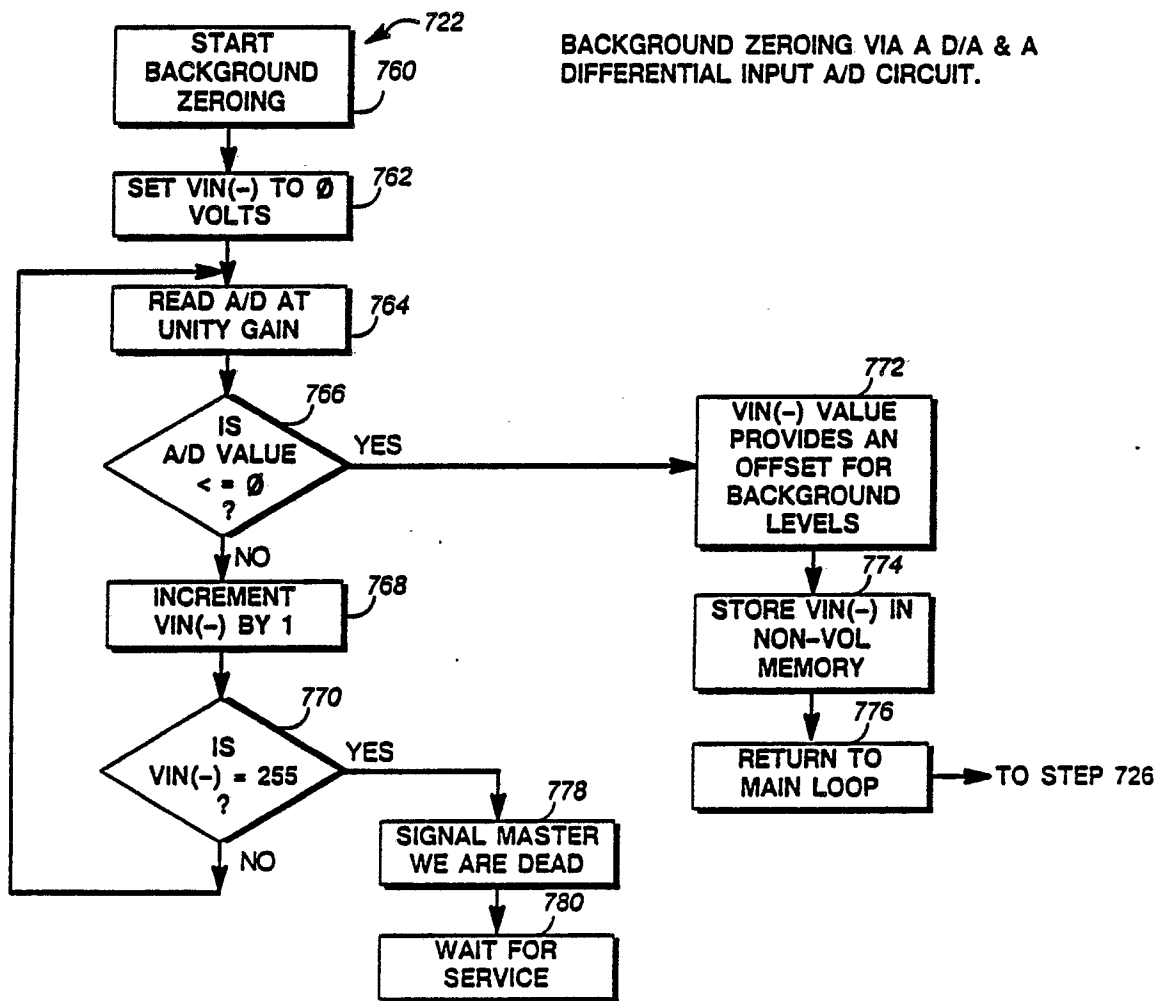 START
BACKGROUND
ZEROING
722
760
BACKGROUND ZEROING VIA A D/A & A
DIFFERENTIAL INPUT A/D CIRCUIT.
SET VIN(-) TO Ø
VOLTS
762
READ A/D AT
UNITY GAIN
764
IS
A/D VALUE
< = Ø
?
766
YES
NO
772
VIN(-) VALUE
PROVIDES AN
OFFSET FOR
BACKGROUND
LEVELS
INCREMENT
VIN(-) BY 1
768
774
STORE VIN(-) IN
NON-VOL
MEMORY
IS
VIN(-) = 255
?
770
YES
NO
776
RETURN TO
MAIN LOOP
TO STEP 726
778
SIGNAL MASTER
WE ARE DEAD
780
WAIT FOR
SERVICE